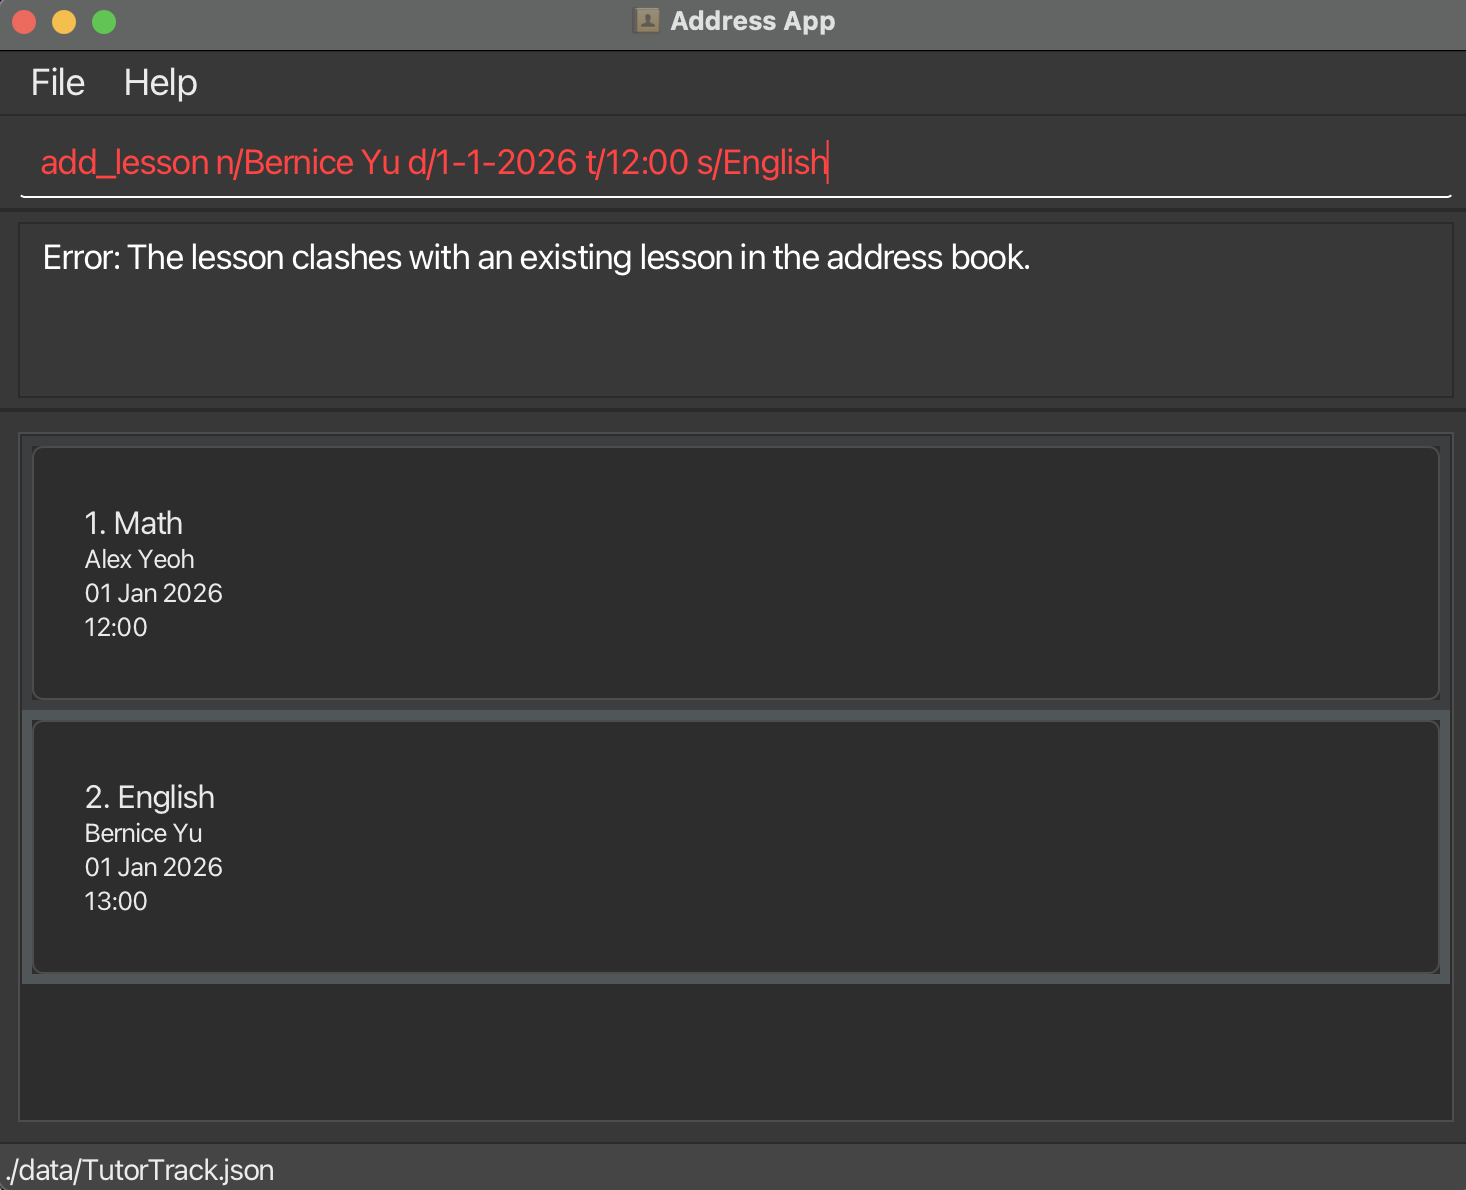 Address App
File Help
add_lesson n/Bernice Yu d/1-1-2026 t/12:00 s/English
Error: The lesson clashes with an existing lesson in the address book.
1. Math
Alex Yeoh
01 Jan 2026
12:00
2. English
Bernice Yu
01 Jan 2026
13:00
./data/TutorTrack.json